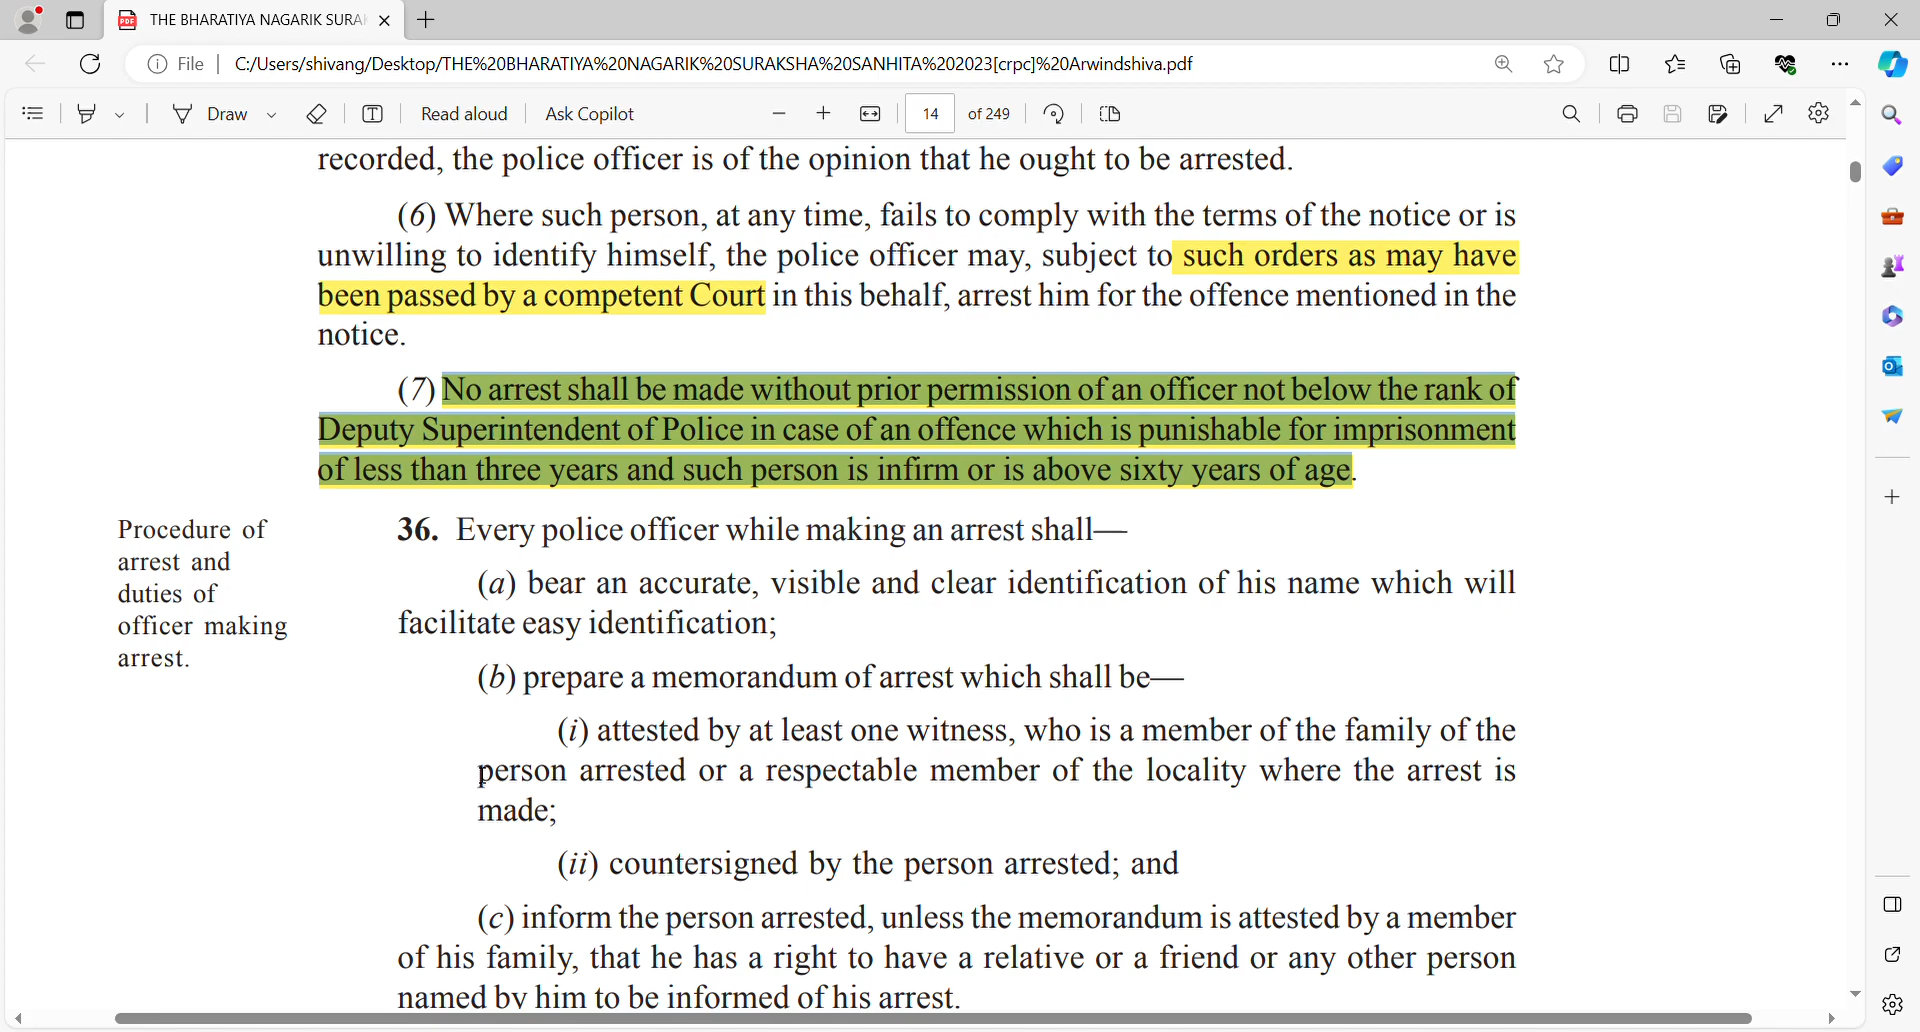 THE BHARATIYA NAGARIK SURA
File
C:/Users/shivang/Desktop/THE%20BHARATIYA%20NAGARIK%20SURAKSHA%20SANHITA%202023[crpc]%20Arwindshiva.pdf
Draw
Read aloud
Ask Copilot
14 of 249
recorded, the police officer is of the opinion that he ought to be arrested.
(6) Where such person, at any time, fails to comply with the terms of the notice or is
unwilling to identify himself, the police officer may, subject to such orders as may have
been passed by a competent Court in this behalf, arrest him for the offence mentioned in the
notice.
(7) No arrest shall be made without prior permission of an officer not below the rank of
Deputy Superintendent of Police in case of an offence which is punishable for imprisonment
of less than three years and such person is infirm or is above sixty years of age.
Procedure of
arrest and
duties of
officer making
arrest.
36. Every police officer while making an arrest shall—
(a) bear an accurate, visible and clear identification of his name which will
facilitate easy identification;
(b) prepare a memorandum of arrest which shall be—
(i) attested by at least one witness, who is a member of the family of the
person arrested or a respectable member of the locality where the arrest is
made;
(ii) countersigned by the person arrested; and
(c) inform the person arrested, unless the memorandum is attested by a member
of his family, that he has a right to have a relative or a friend or any other person
named by him to be informed of his arrest.